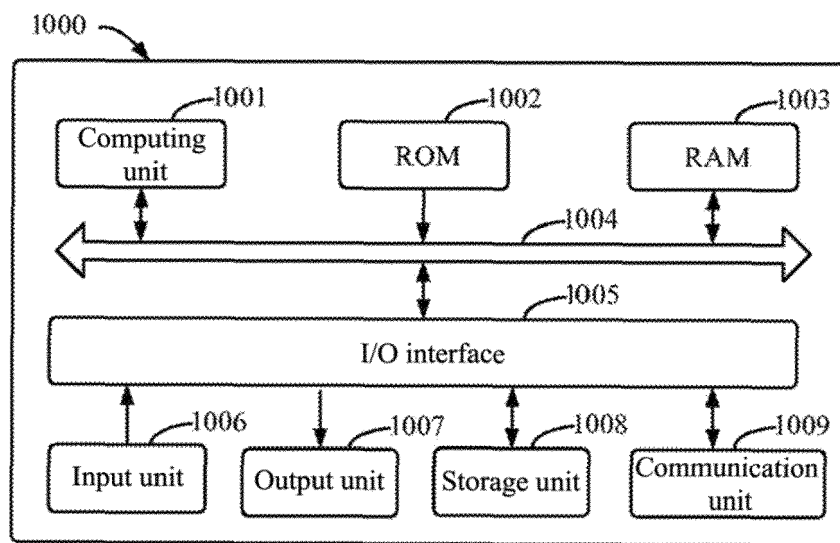 1000
1001
1002
1003
Computing
unit
ROM
RAM
1004
1005
I/O interface
1006
1007
1008
1009
Input unit
Output unit
Storage unit
Communication
unit